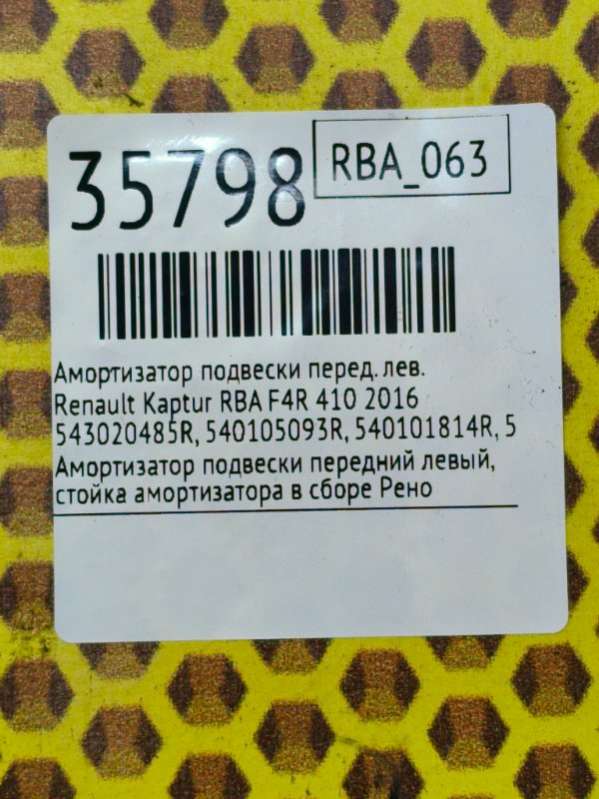 35798
RBA_063
Амортизатор подвески перед. лев.
Renault Kaptur RBA F4R 410 2016
543020485R, 540105093R, 540101814R, 5
Амортизатор подвески передний левый,
стойка амортизатора в сборе Рено